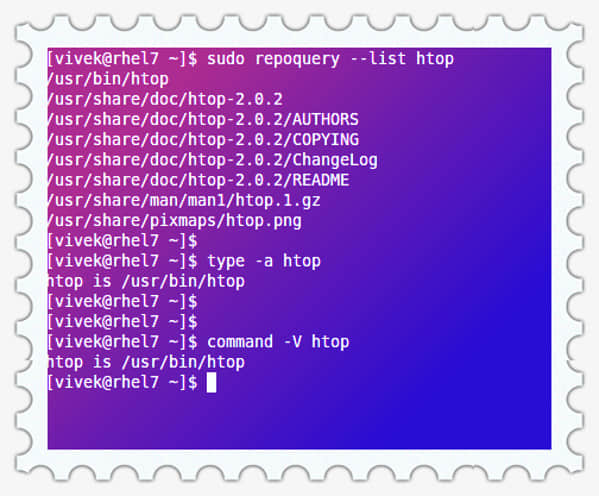 [vivek@rhel7 ~]$ sudo repoquery --list htop
/usr/bin/htop
/usr/share/doc/htop-2.0.2
/usr/share/doc/htop-2.0.2/AUTHORS
/usr/share/doc/htop-2.0.2/COPYING
/usr/share/doc/htop-2.0.2/ChangeLog
/usr/share/doc/htop-2.0.2/README
/usr/share/man/man1/htop.1.gz
/usr/share/pixmaps/htop.png
[vivek@rhel7 ~]$
[vivek@rhel7 ~]$ type -a htop
htop is /usr/bin/htop
[vivek@rhel7 ~]$
[vivek@rhel7 ~]$
[vivek@rhel7 ~]$ command -V htop
htop is /usr/bin/htop
[vivek@rhel7 ~]$